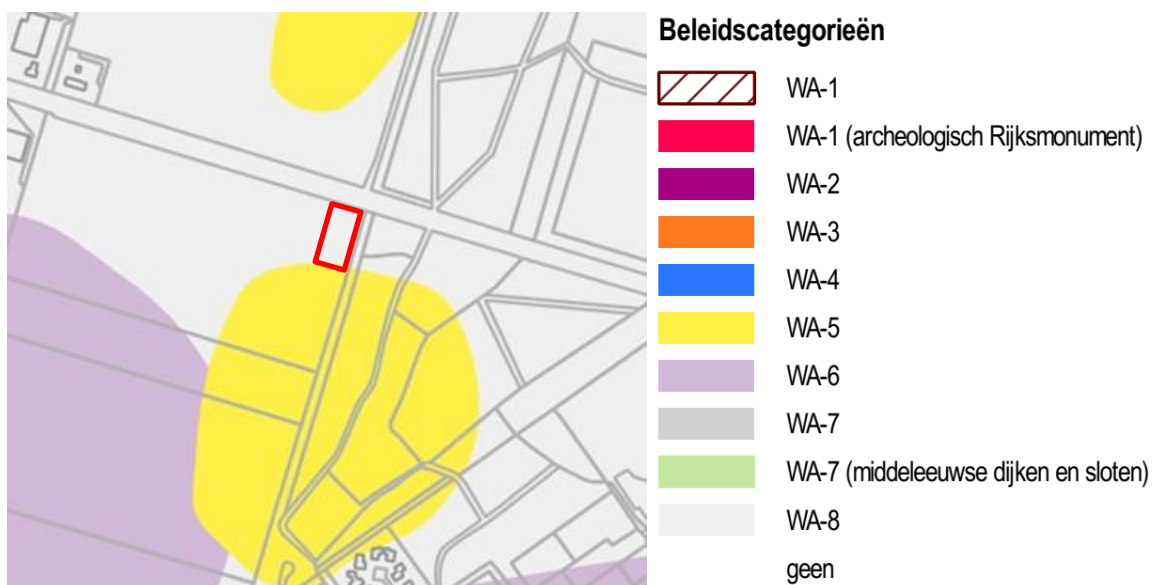 Beleidscategorieën
WA-1
WA-1 (archeologisch Rijksmonument)
WA-2
WA-3
WA-4
WA-5
WA-6
WA-7
WA-7 (middeleeuwse dijken en sloten)
WA-8
geen